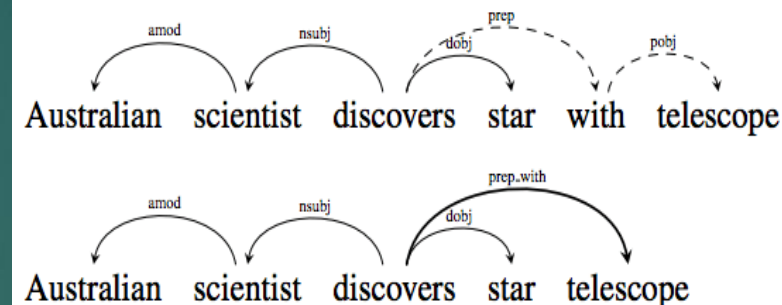 prep
amod nsubj dobj pobj
Australian scientist discovers star with telescope
prep_with
amod nsubj dobj
Australian scientist discovers star telescope